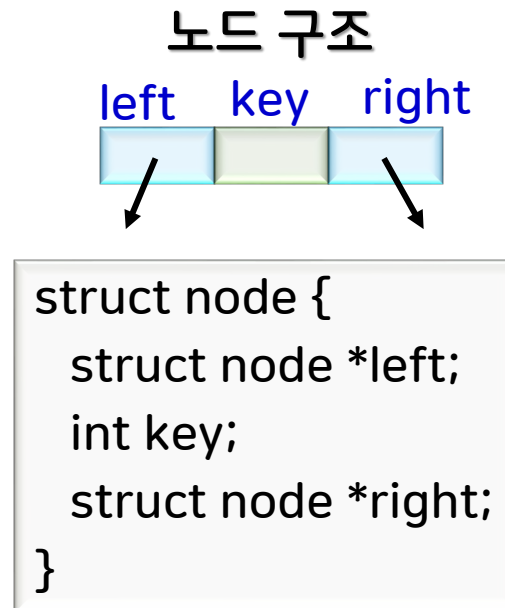 노드 구조
left key right
struct node {
struct node *left;
int key;
struct node *right;
}